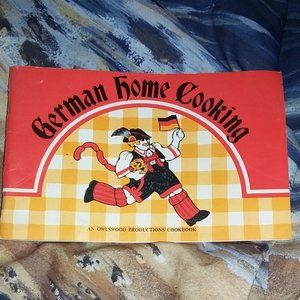 German Home Cooking
AN OWLSWOOD PRODUCTIONS COOKBOOK